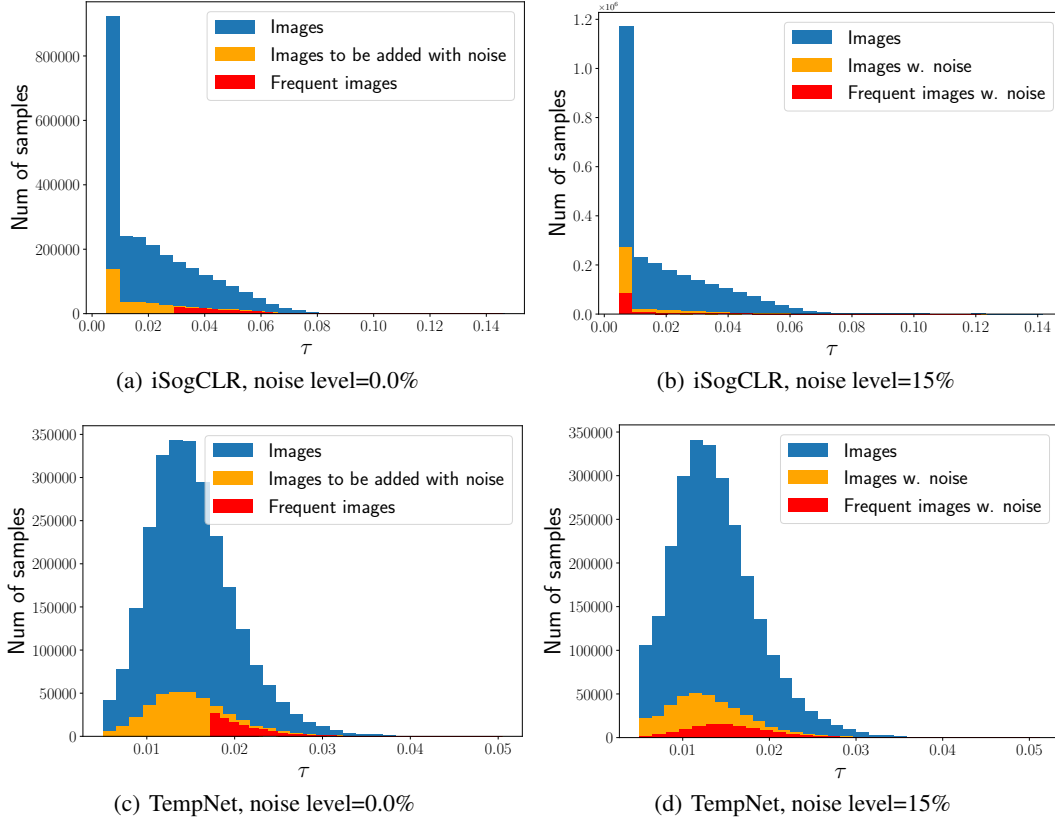 Images
Images to be added with noise
Frequent images
Num of samples
800000
600000
400000
200000
0
0.00 0.02 0.04 0.06 0.08 0.10 0.12 0.14
τ
(a) iSogCLR, noise level=0.0%
×10⁶
Images
Images w. noise
Frequent images w. noise
Num of samples
1.2
1.0
0.8
0.6
0.4
0.2
0.0
0.00 0.02 0.04 0.06 0.08 0.10 0.12 0.14
τ
(b) iSogCLR, noise level=15%
Images
Images to be added with noise
Frequent images
Num of samples
350000
300000
250000
200000
150000
100000
50000
0
0.01 0.02 0.03 0.04 0.05
τ
(c) TempNet, noise level=0.0%
Images
Images w. noise
Frequent images w. noise
Num of samples
350000
300000
250000
200000
150000
100000
50000
0
0.01 0.02 0.03 0.04 0.05
τ
(d) TempNet, noise level=15%